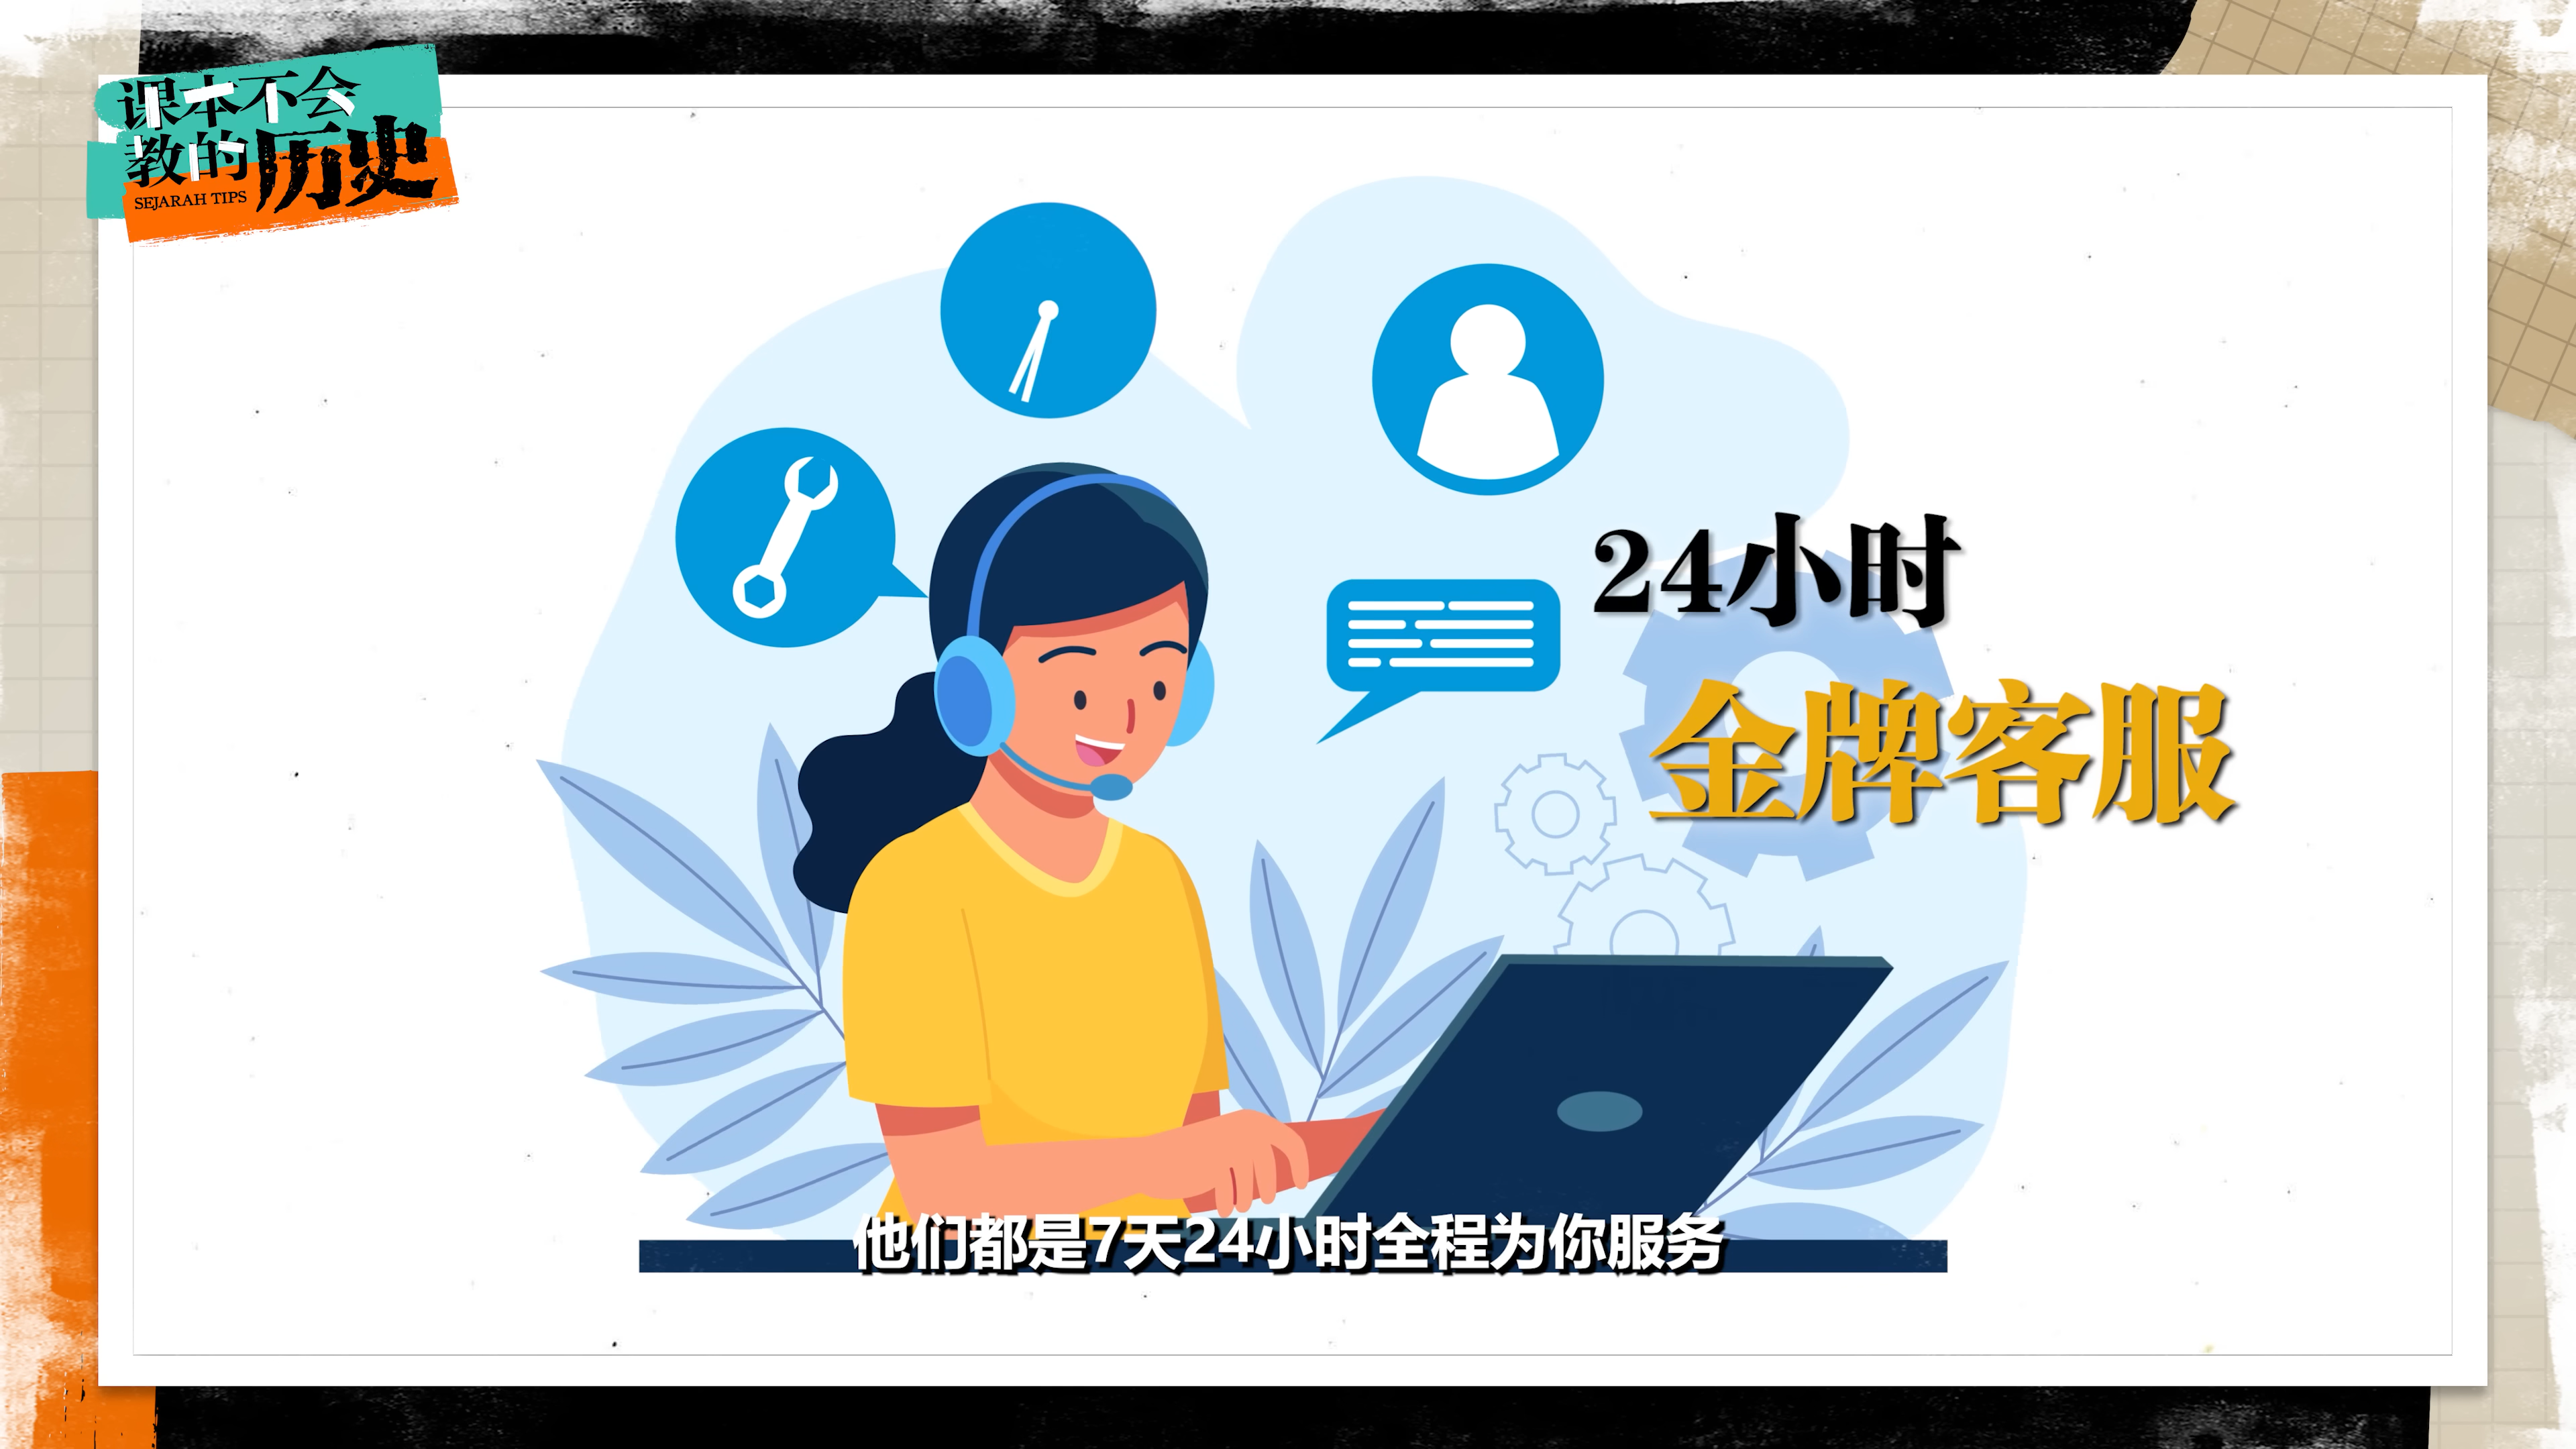 课本不会
教的历史
SEJARAH TIPS
24小时
金牌客服
他们都是7天24小时全程为你服务